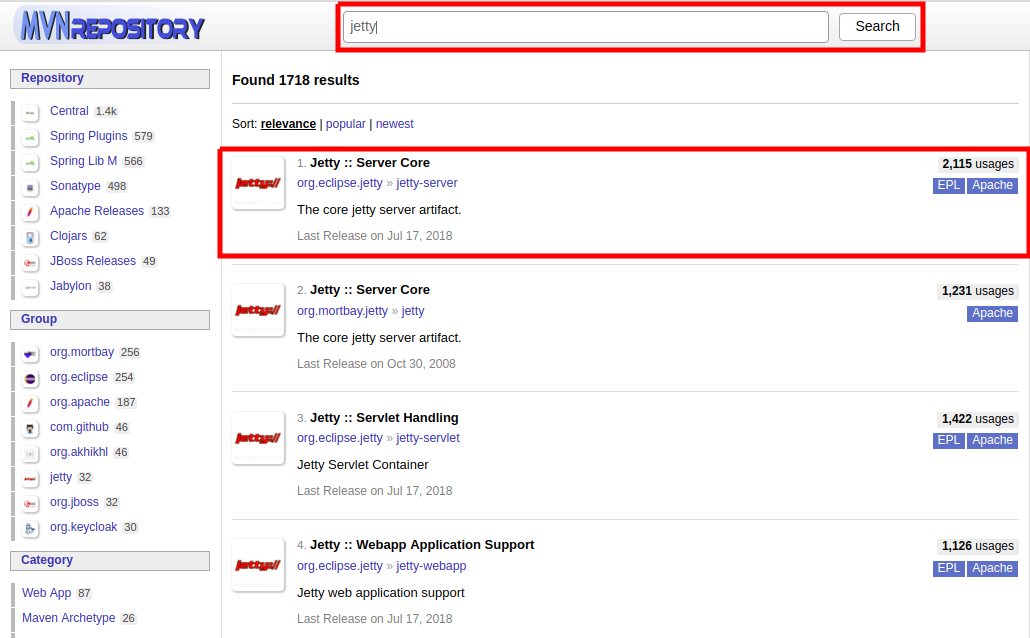 MVNREPOSITORY
jetty
Search
Repository
Central 1.4k
Spring Plugins 579
Spring Lib M 566
Sonatype 498
Apache Releases 133
Clojars 62
JBoss Releases 49
Jabylon 38
Group
org.mortbay 256
org.eclipse 254
org.apache 187
com.github 46
org.akhikhl 46
jetty 32
org.jboss 32
org.keycloak 30
Category
Web App 87
Maven Archetype 26
Found 1718 results
Sort: relevance | popular | newest
jetty://
1. Jetty :: Server Core
2,115 usages
org.eclipse.jetty » jetty-server
EPL Apache
The core jetty server artifact.
Last Release on Jul 17, 2018
jetty://
2. Jetty :: Server Core
1,231 usages
org.mortbay.jetty » jetty
Apache
The core jetty server artifact.
Last Release on Oct 30, 2008
jetty://
3. Jetty :: Servlet Handling
1,422 usages
org.eclipse.jetty » jetty-servlet
EPL Apache
Jetty Servlet Container
Last Release on Jul 17, 2018
jetty://
4. Jetty :: Webapp Application Support
1,126 usages
org.eclipse.jetty » jetty-webapp
EPL Apache
Jetty web application support
Last Release on Jul 17, 2018